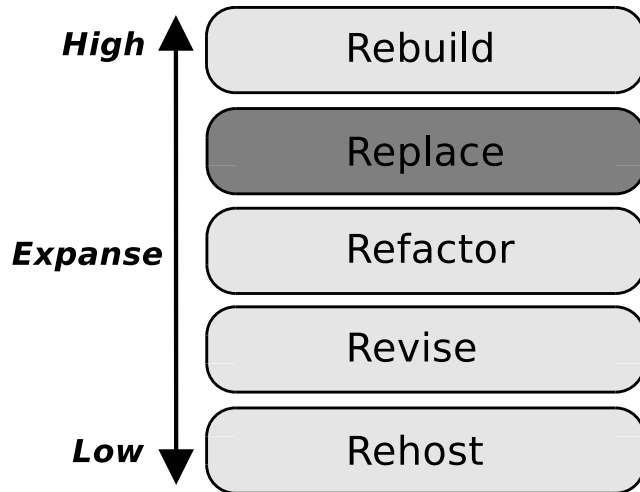 High
Rebuild
Replace
Expanse
Refactor
Revise
Low
Rehost